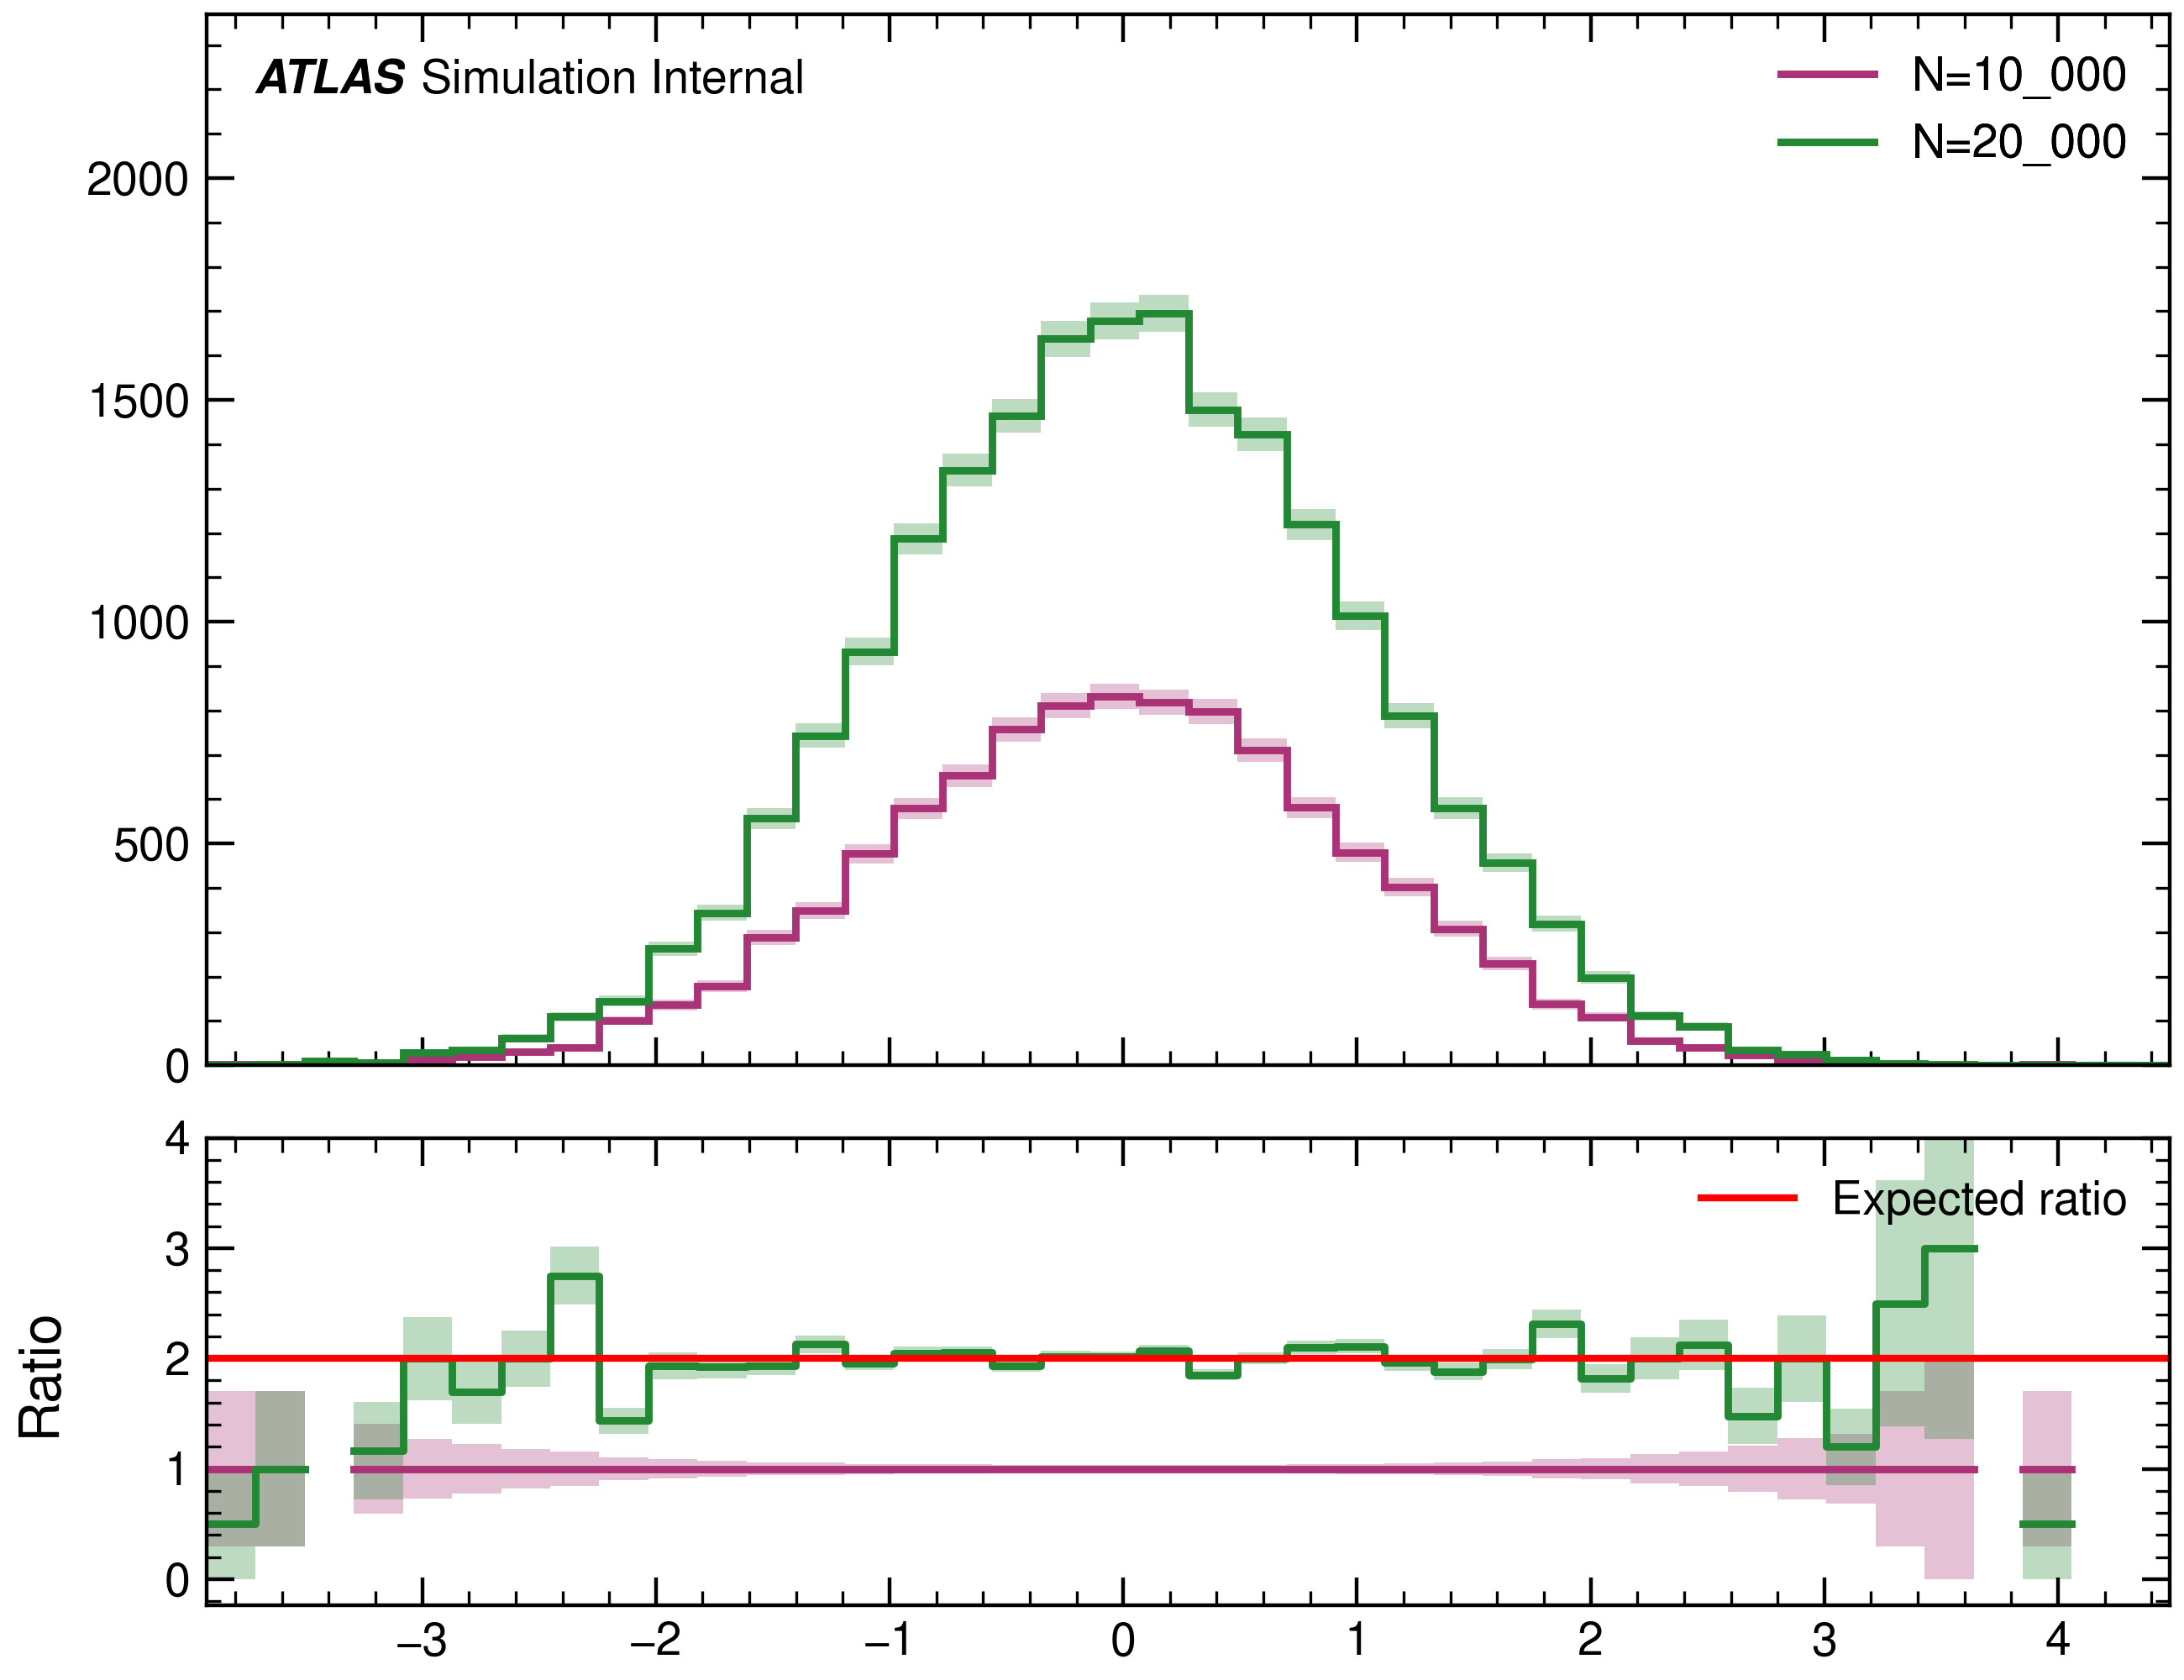 ATLAS Simulation Internal
N=10_000
N=20_000
2000
1500
1000
500
0
4
3
2
1
0
Ratio
Expected ratio
−3 −2 −1 0 1 2 3 4